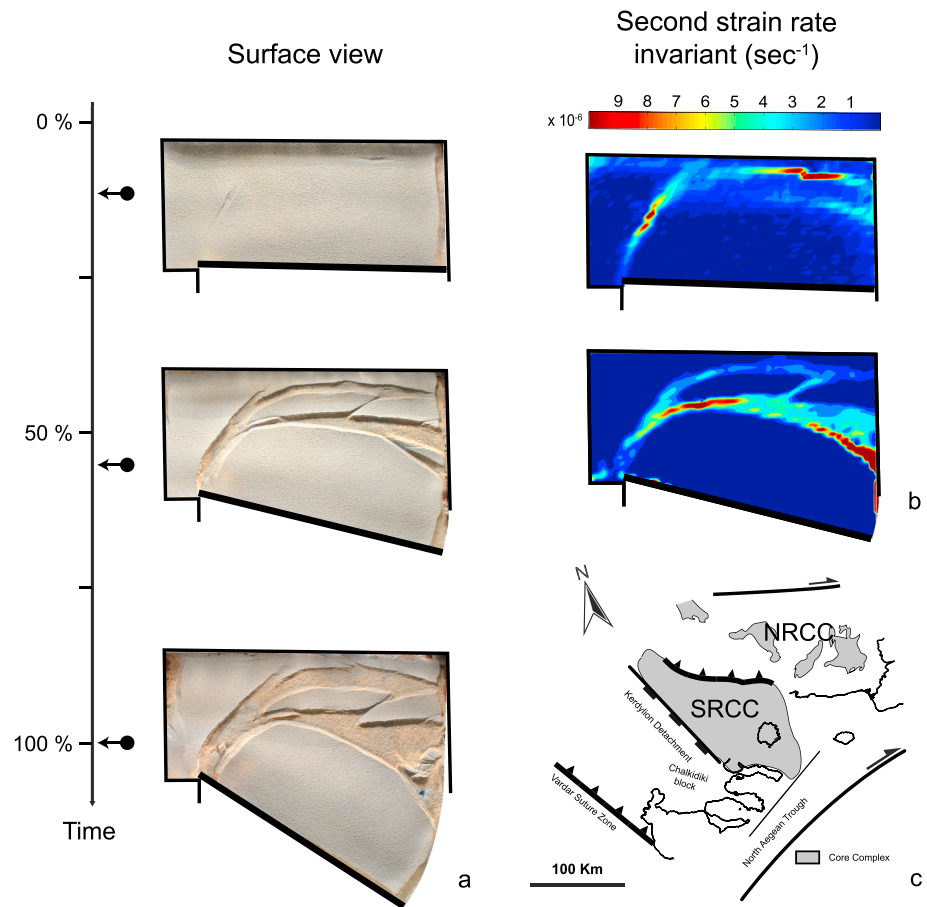 Surface view
Second strain rate
invariant (sec-1)
9 8 7 6 5 4 3 2 1
x 10-6
0 %
50 %
100 %
Time
a
b
N
NRCC
SRCC
Kerdylion Detachment
Chalkidiki
block
Vardar Suture Zone
North Aegean Trough
Core Complex
100 Km
c